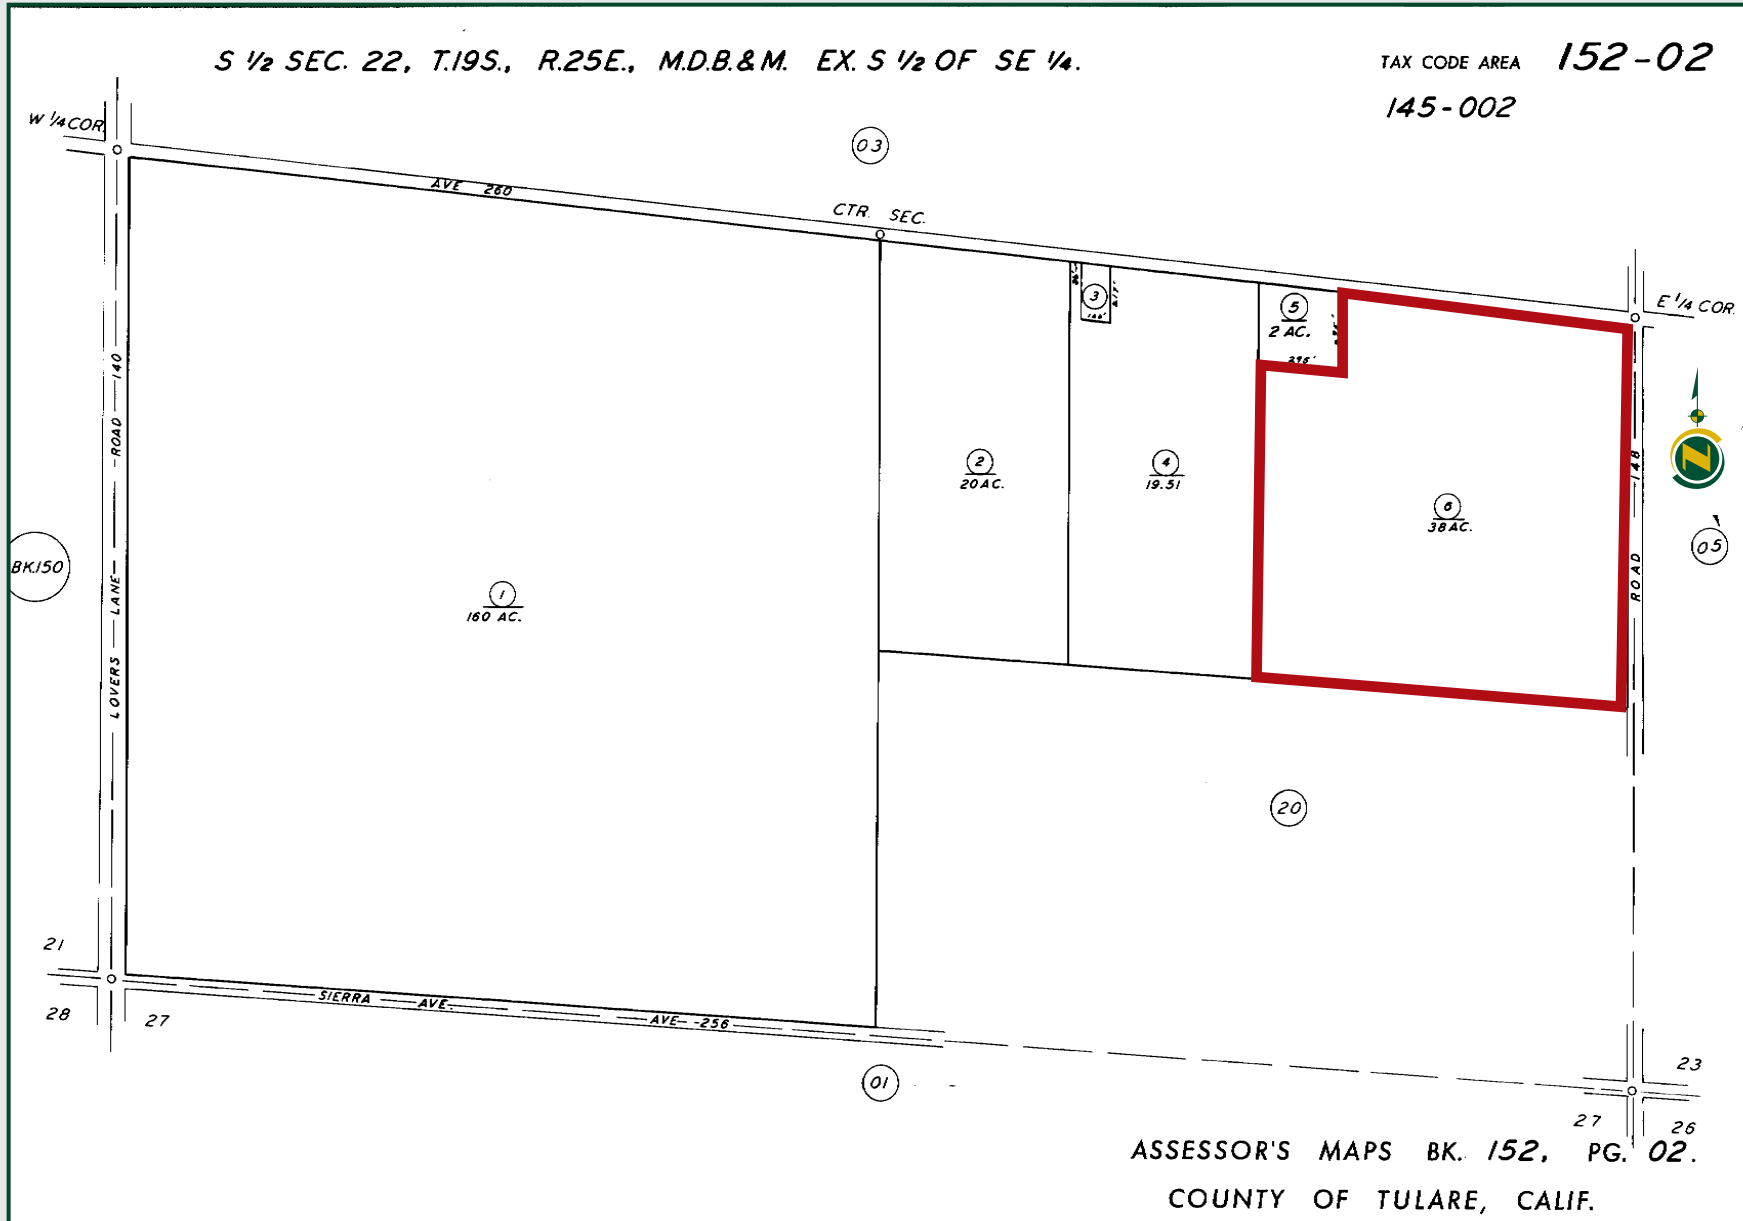 S 1/2 SEC. 22, T.19S., R.25E., M.D.B.&M. EX. S 1/2 OF SE 1/4.
TAX CODE AREA 152-02
145-002
W 1/4 COR.
03
AVE 260
CTR. SEC.
E 1/4 COR.
3
5
2 AC.
295'
ROAD 140
LOVERS LANE
2
20 AC.
4
19.51
6
38 AC.
ROAD 148
N
05
BK.150
1
160 AC.
20
21
28
27
SIERRA AVE.
AVE 256
01
23
27
26
ASSESSOR'S MAPS BK. 152, PG. 02.
COUNTY OF TULARE, CALIF.